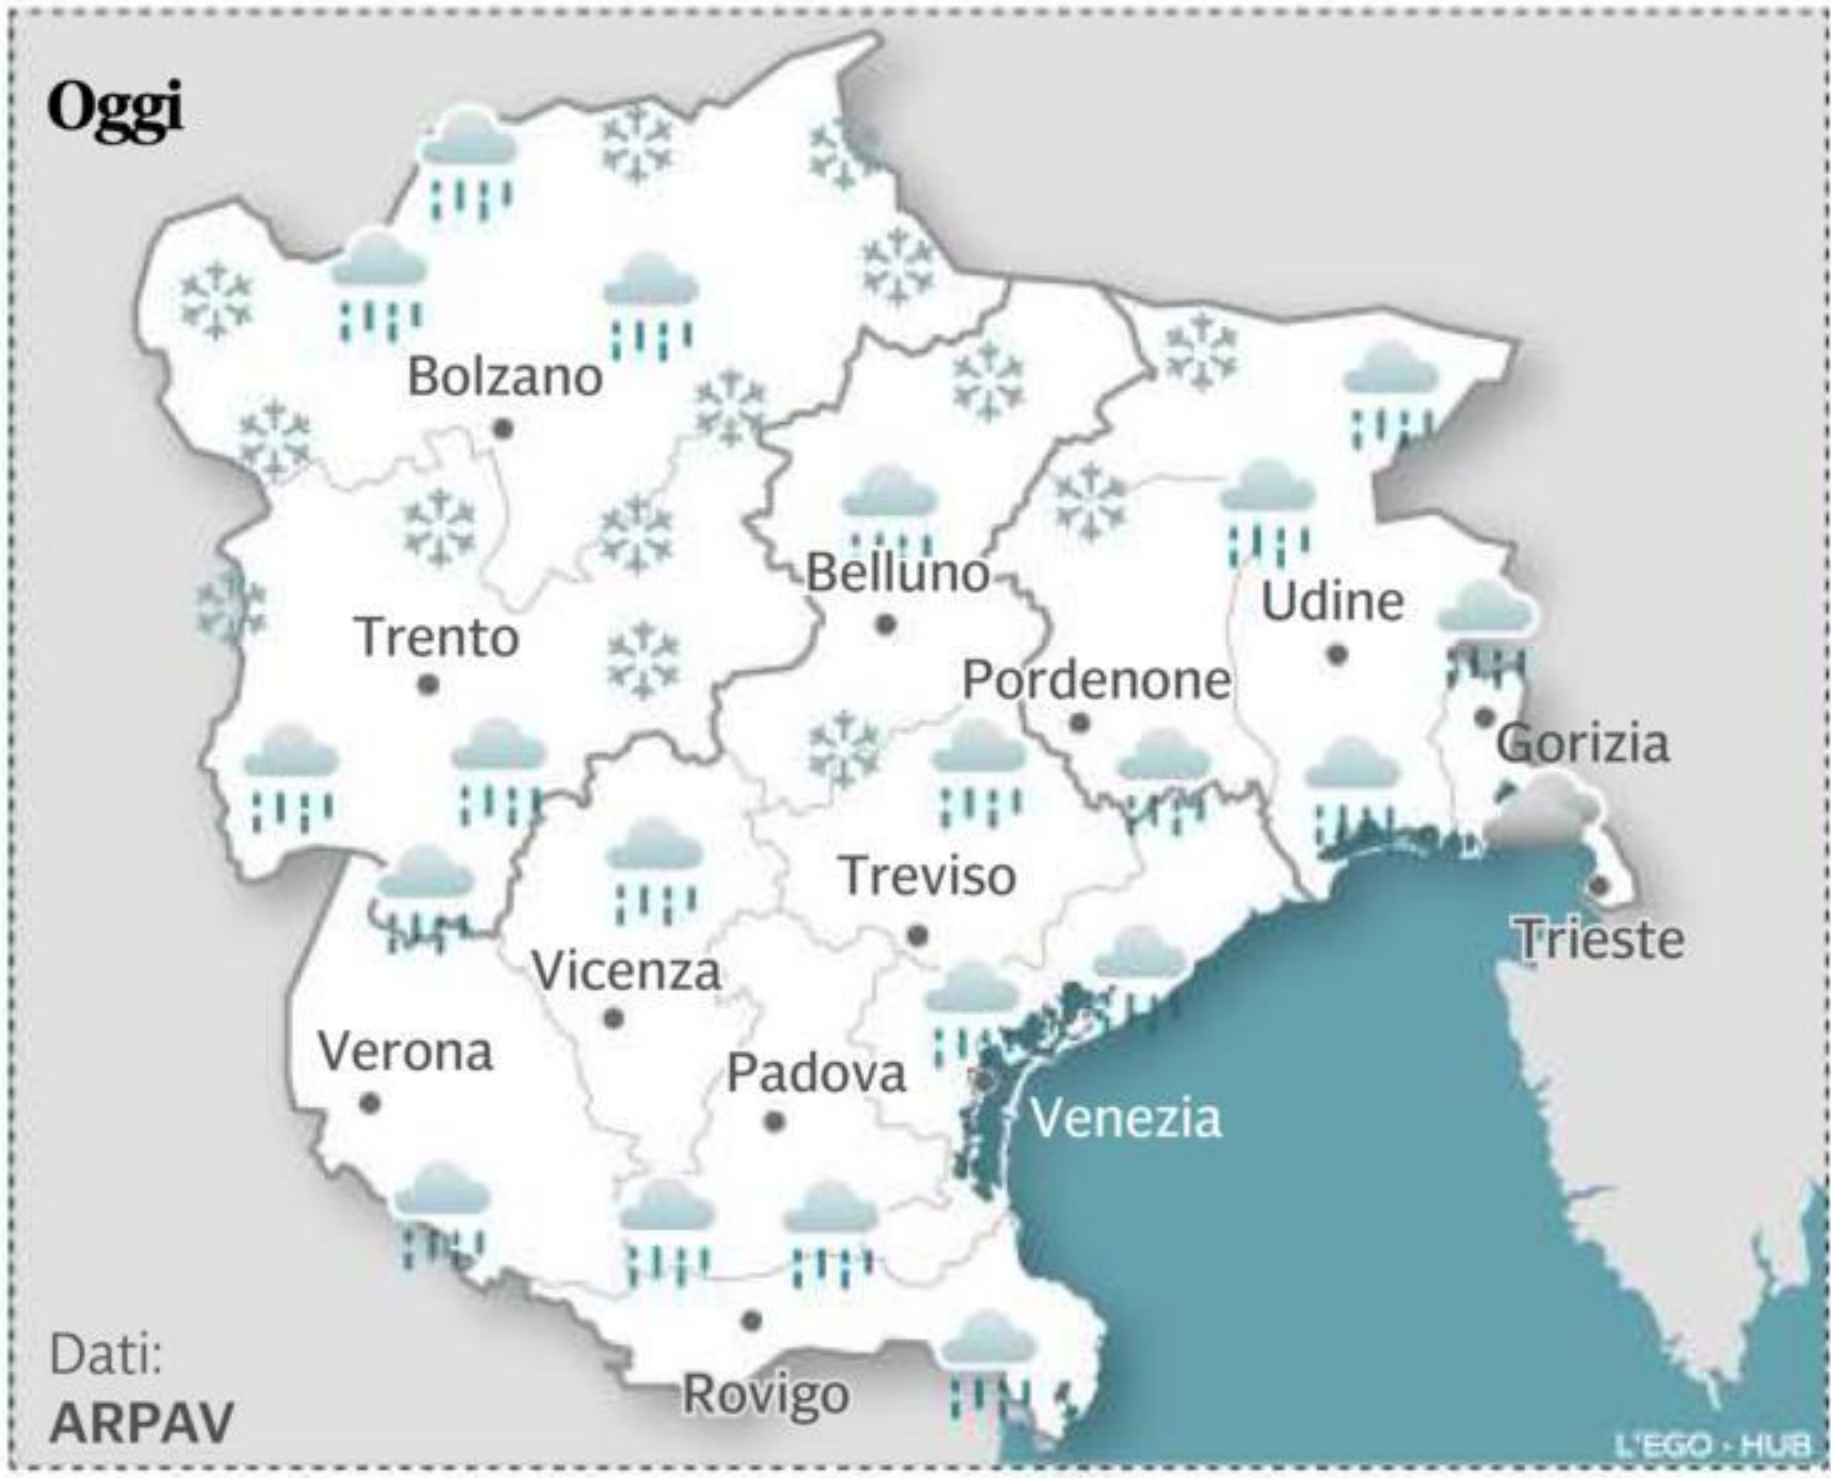 Oggi
Bolzano
Belluno
Udine
Trento
Pordenone
Gorizia
Treviso
Trieste
Vicenza
Verona
Padova
Venezia
Rovigo
Dati:
ARPAV
L'EGO - HUB